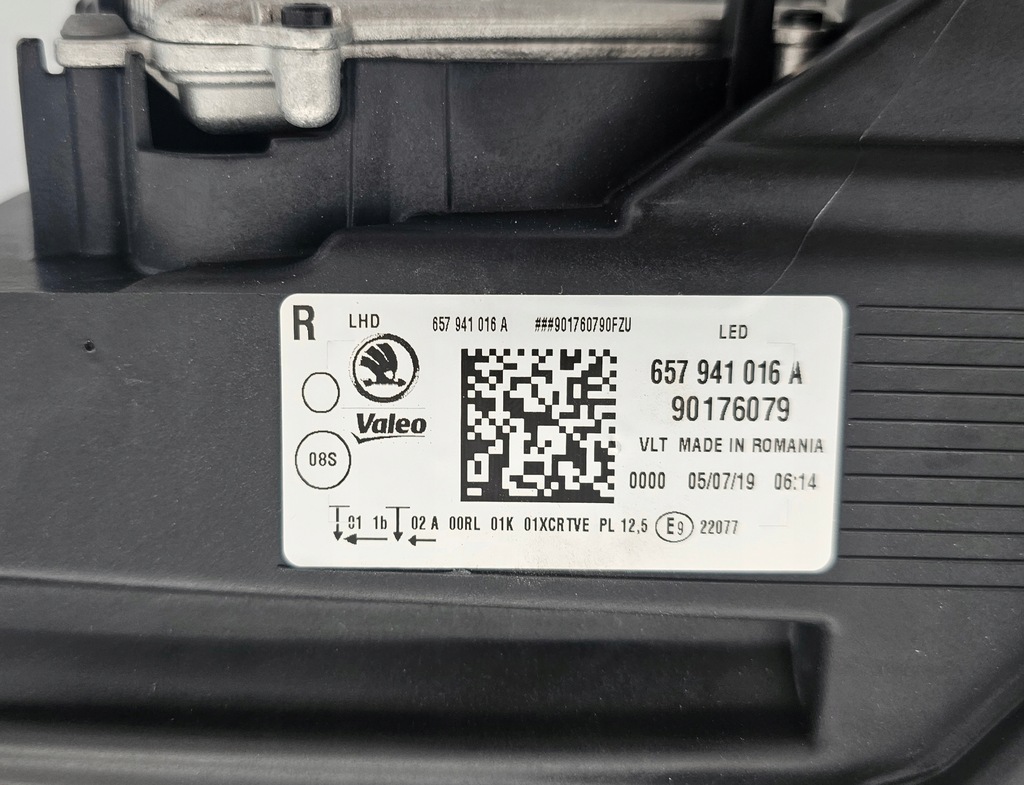 R LHD 657 941 016 A ###901760790FZU LED
657 941 016 A
90176079
Valeo
VLT MADE IN ROMANIA
08S
0000 05/07/19 06:14
01 1b 02 A 00RL 01K 01XCRTVE PL 12,5 E9 22077